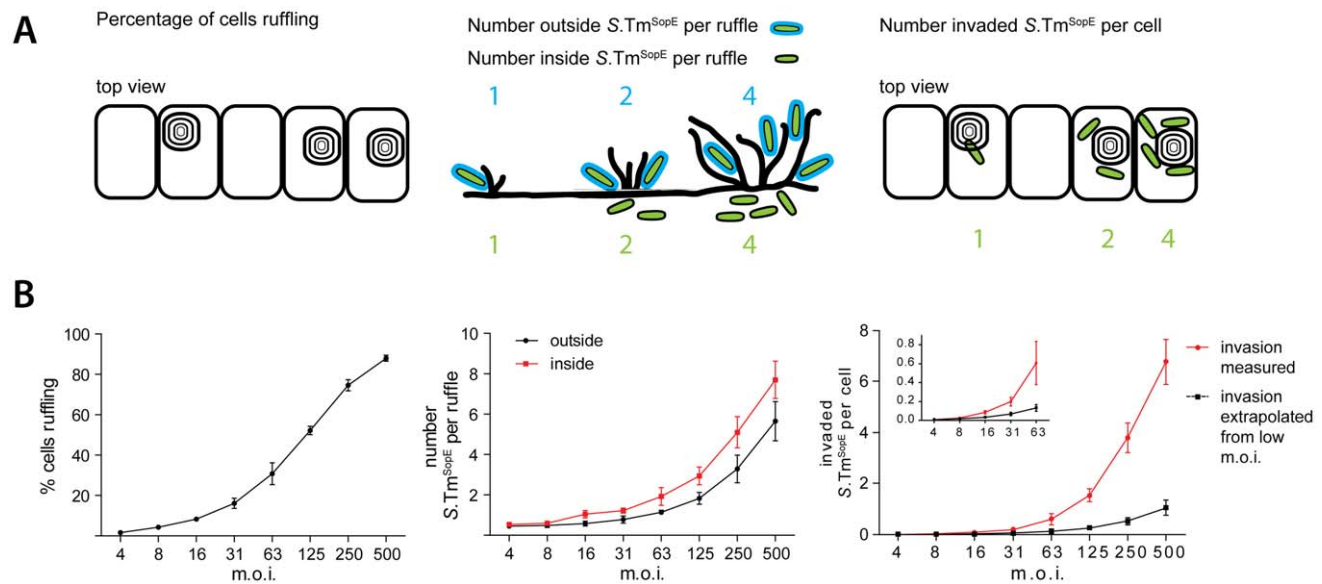 A
Percentage of cells ruffling
top view
Number outside S.Tm^SopE per ruffle
Number inside S.Tm^SopE per ruffle
1 2 4
1 2 4
Number invaded S.Tm^SopE per cell
top view
1 2 4
B
% cells ruffling
100
80
60
40
20
4 8 16 31 63 125 250 500
m.o.i.
number
S.Tm^SopE per ruffle
10
8
6
4
2
outside
inside
4 8 16 31 63 125 250 500
m.o.i.
invaded
S.Tm^SopE per cell
8
6
4
2
0
0.8
0.6
0.4
0.2
0.0
4 8 16 31 63
4 8 16 31 63 125 250 500
m.o.i.
invasion
measured
invasion
extrapolated
from low
m.o.i.